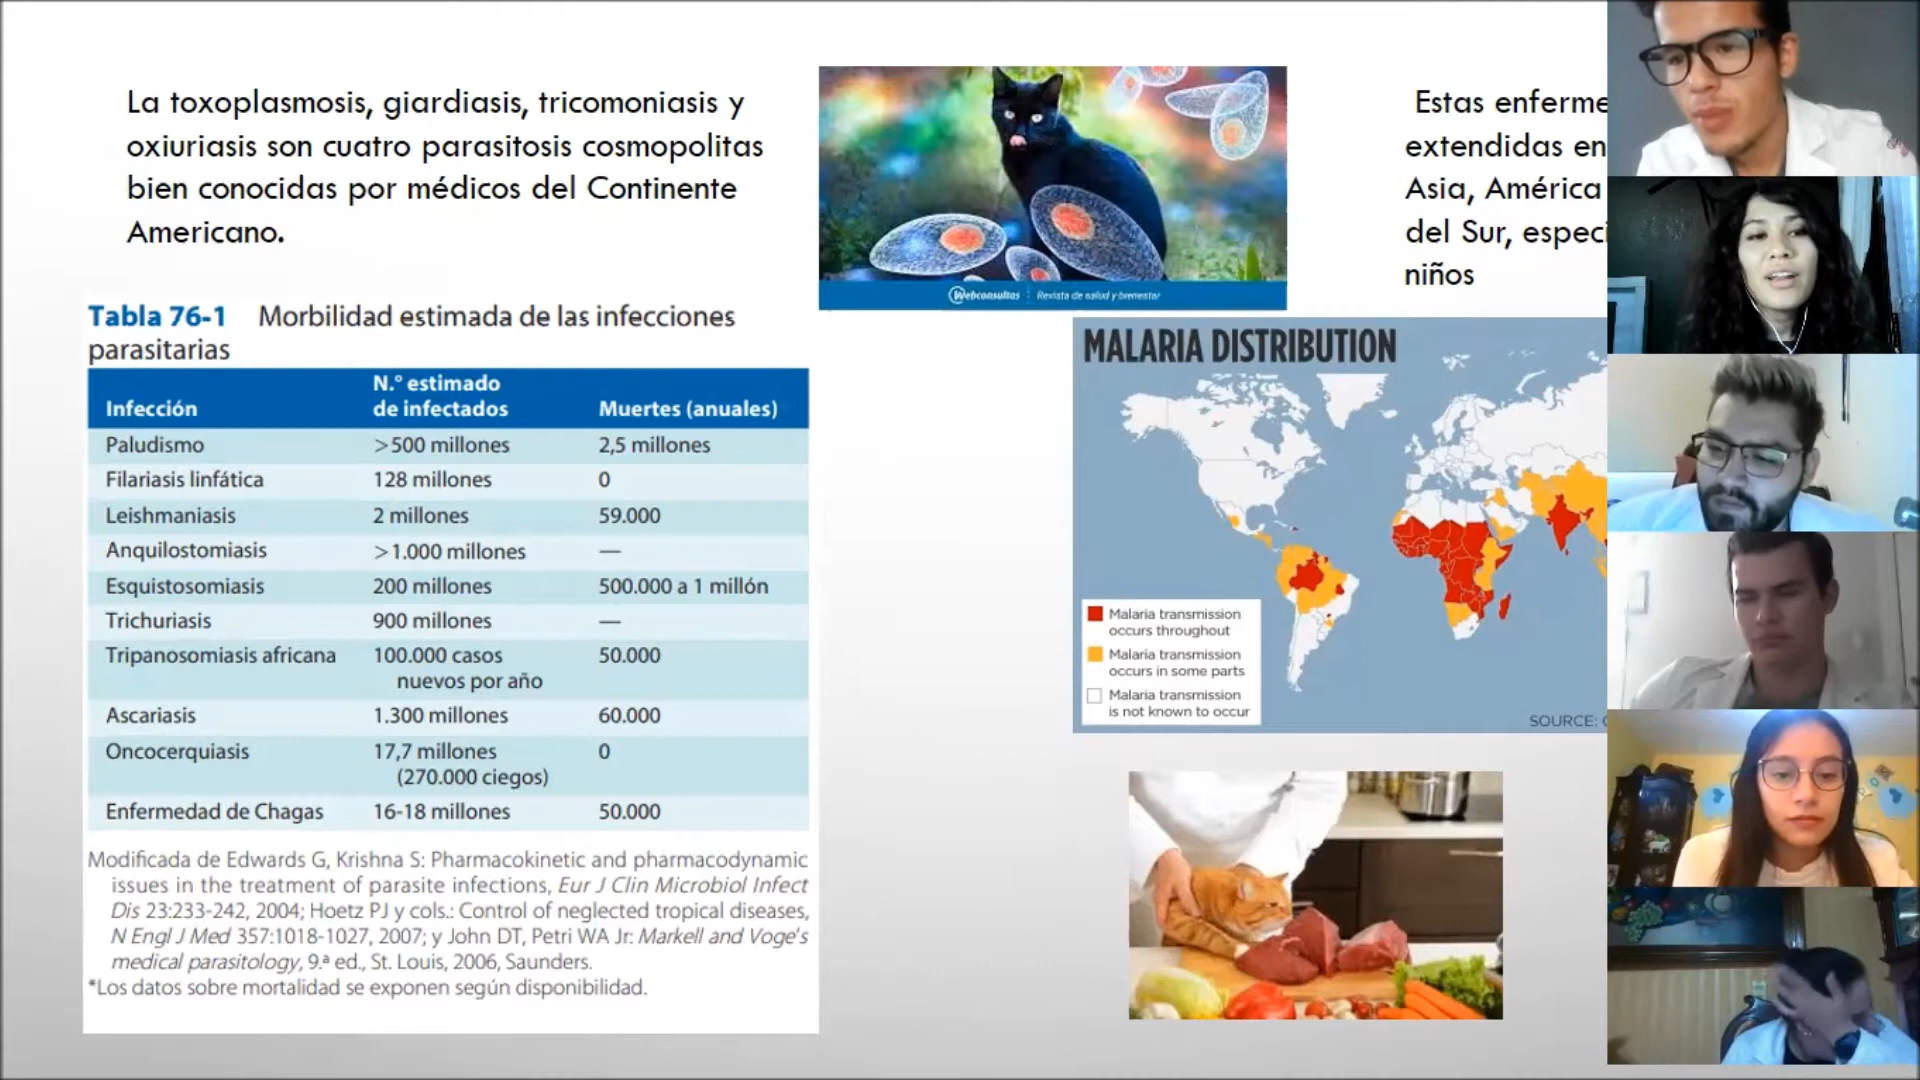 La toxoplasmosis, giardiasis, tricomoniasis y
oxiuriasis son cuatro parasitosis cosmopolitas
bien conocidas por médicos del Continente
Americano.
Webconsultas Revista de salud y bienestar
Estas enferme
extendidas en
Asia, América
del Sur, especi
niños
Tabla 76-1 Morbilidad estimada de las infecciones
parasitarias
Infección N.° estimado de infectados Muertes (anuales)
Paludismo >500 millones 2,5 millones
Filariasis linfática 128 millones 0
Leishmaniasis 2 millones 59.000
Anquilostomiasis >1.000 millones —
Esquistosomiasis 200 millones 500.000 a 1 millón
Trichuriasis 900 millones —
Tripanosomiasis africana 100.000 casos nuevos por año 50.000
Ascariasis 1.300 millones 60.000
Oncocerquiasis 17,7 millones (270.000 ciegos) 0
Enfermedad de Chagas 16-18 millones 50.000
Modificada de Edwards G, Krishna S: Pharmacokinetic and pharmacodynamic
issues in the treatment of parasite infections, Eur J Clin Microbiol Infect
Dis 23:233-242, 2004; Hoetz PJ y cols.: Control of neglected tropical diseases,
N Engl J Med 357:1018-1027, 2007; y John DT, Petri WA Jr: Markell and Voge's
medical parasitology, 9.ª ed., St. Louis, 2006, Saunders.
*Los datos sobre mortalidad se exponen según disponibilidad.
MALARIA DISTRIBUTION
Malaria transmission
occurs throughout
Malaria transmission
occurs in some parts
Malaria transmission
is not known to occur
SOURCE: